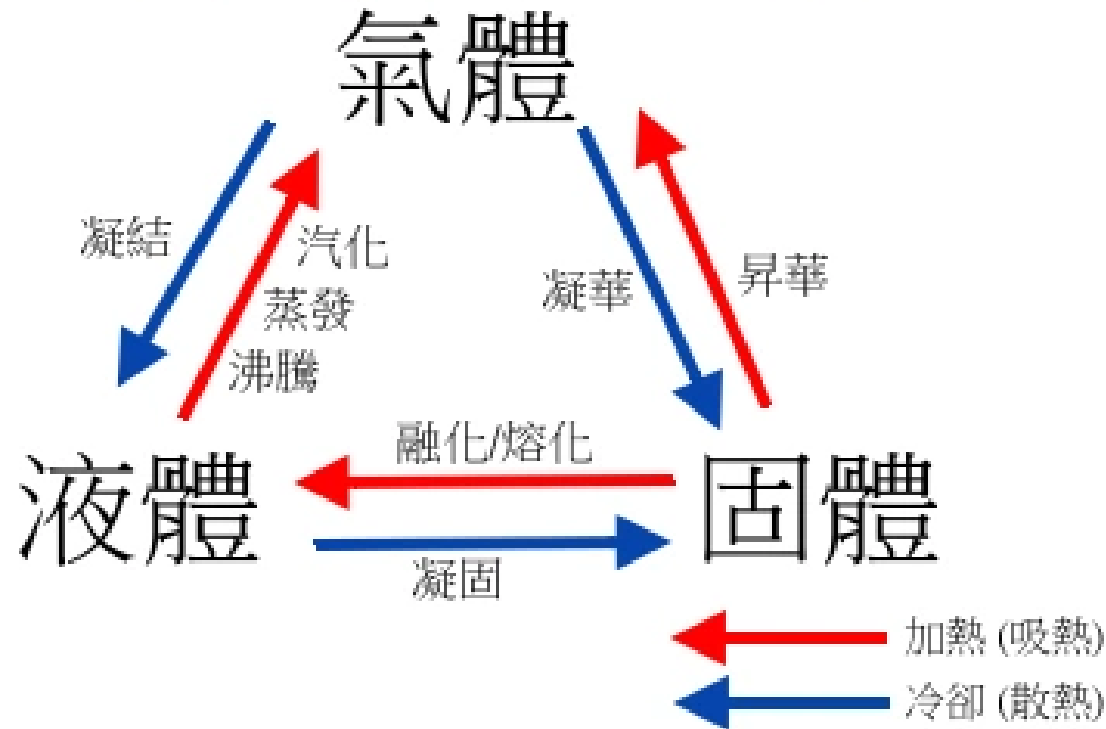 氣體
凝結
汽化
蒸發
沸騰
凝華
昇華
融化/熔化
液體
固體
凝固
加熱 (吸熱)
冷卻 (散熱)